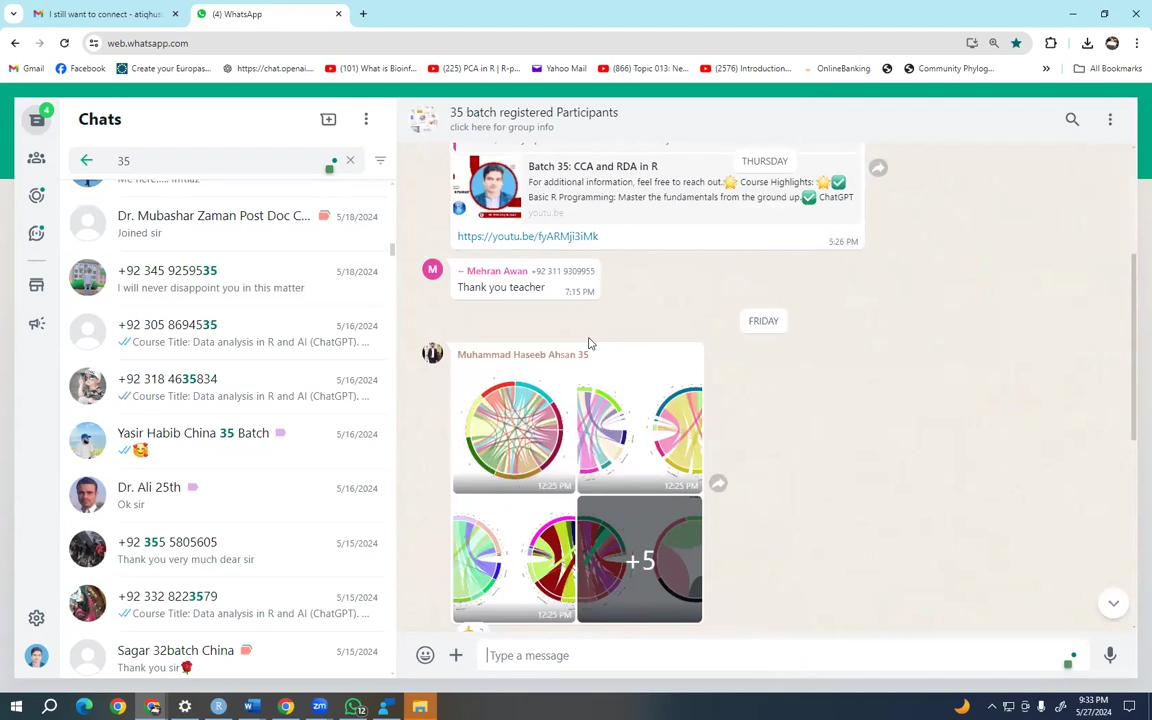 I still want to connect - atiqhus
(4) WhatsApp
web.whatsapp.com
Gmail
Facebook
Create your Europas...
https://chat.openai....
(101) What is Bioinf...
(225) PCA in R | R-p...
Yahoo Mail
(866) Topic 013: Ne...
(2576) Introduction...
OnlineBanking
Community Phylog...
All Bookmarks
4
Chats
35
Dr. Mubashar Zaman Post Doc C...
5/18/2024
Joined sir
+92 345 9259535
5/18/2024
I will never disappoint you in this matter
+92 305 8694535
5/16/2024
Course Title: Data analysis in R and AI (ChatGPT). ...
+92 318 4635834
5/16/2024
Course Title: Data analysis in R and AI (ChatGPT). ...
Yasir Habib China 35 Batch
5/16/2024
Dr. Ali 25th
5/16/2024
Ok sir
+92 355 5805605
5/15/2024
Thank you very much dear sir
+92 332 8223579
5/15/2024
Course Title: Data analysis in R and AI (ChatGPT). ...
Sagar 32batch China
5/15/2024
Thank you sir
35 batch registered Participants
click here for group info
THURSDAY
Batch 35: CCA and RDA in R
For additional information, feel free to reach out. Course Highlights:
Basic R Programming: Master the fundamentals from the ground up. ChatGPT
youtu.be
https://youtu.be/fyARMji3iMk
5:26 PM
M
~ Mehran Awan +92 311 9309955
Thank you teacher
7:15 PM
FRIDAY
Muhammad Haseeb Ahsan 35
12:25 PM
12:25 PM
12:25 PM
+5
Type a message
12
9:33 PM
5/27/2024